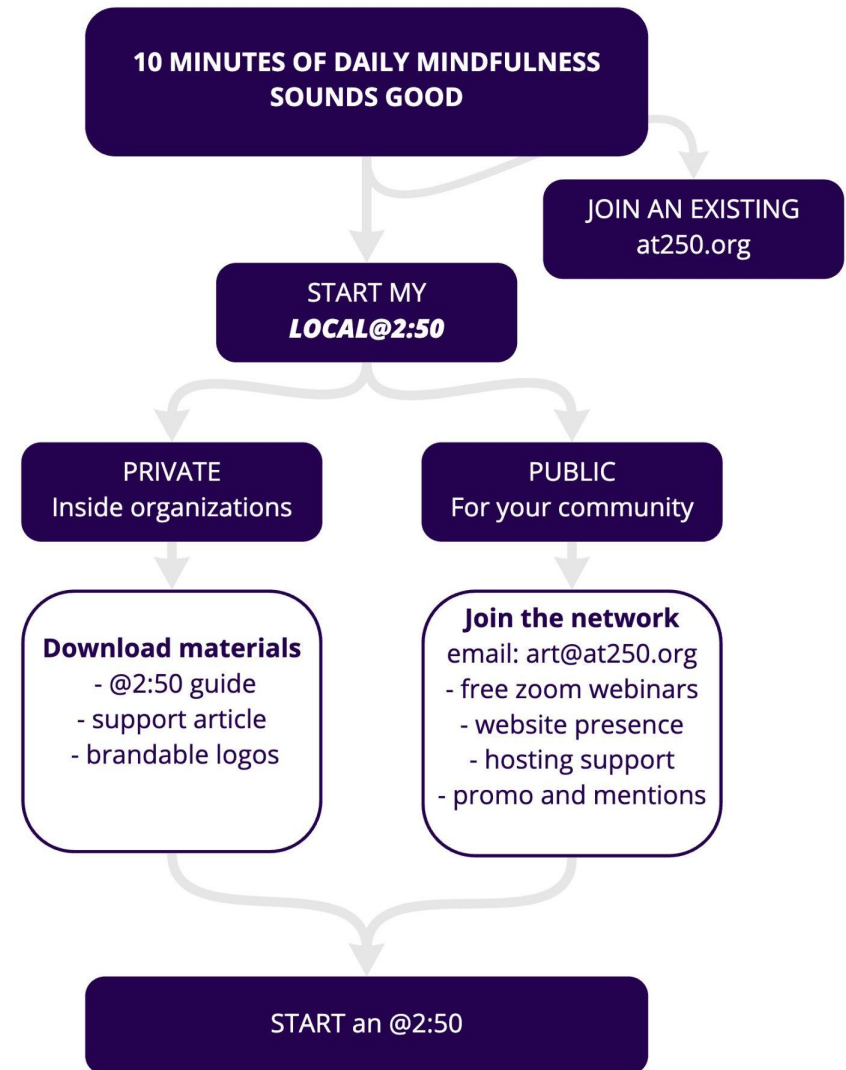 10 MINUTES OF DAILY MINDFULNESS
SOUNDS GOOD
JOIN AN EXISTING
at250.org
START MY
LOCAL@2:50
PRIVATE
Inside organizations
PUBLIC
For your community
Download materials
- @2:50 guide
- support article
- brandable logos
Join the network
email: art@at250.org
- free zoom webinars
- website presence
- hosting support
- promo and mentions
START an @2:50